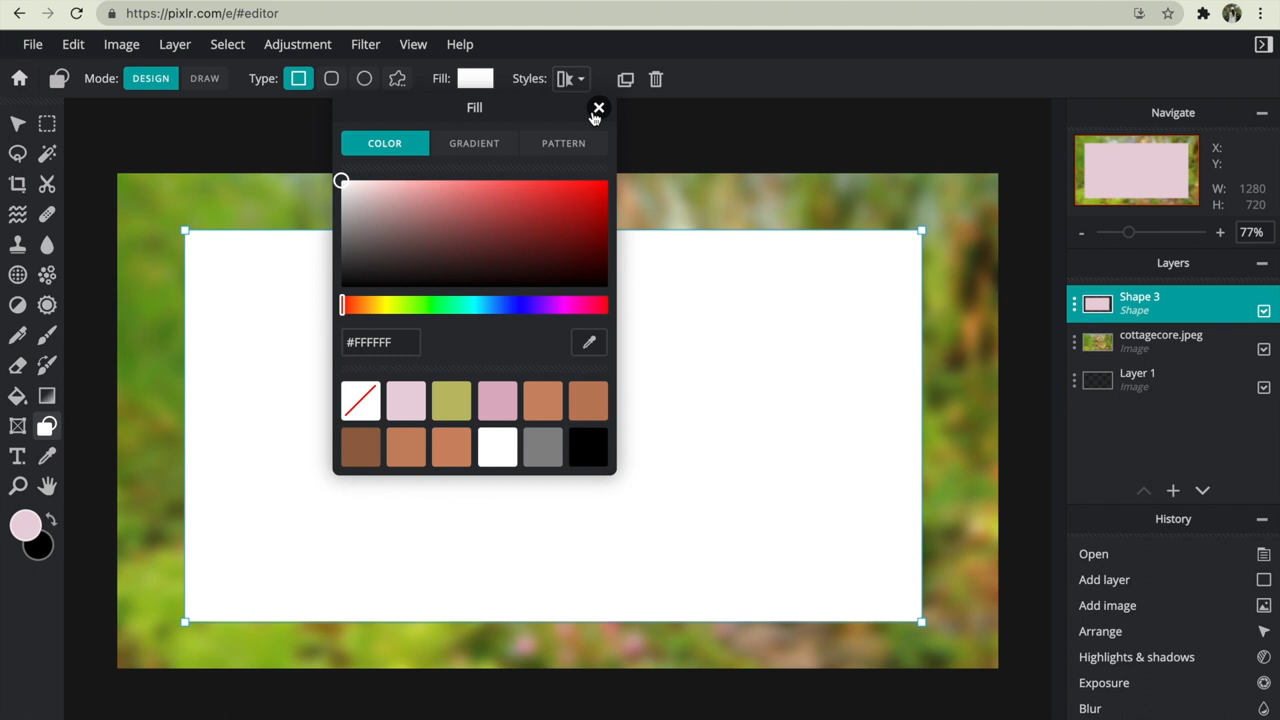 https://pixlr.com/e/#editor
File Edit Image Layer Select Adjustment Filter View Help
Mode: DESIGN DRAW Type: Fill: Styles:
Fill
COLOR GRADIENT PATTERN
#FFFFFF
Navigate
X:
Y:
W: 1280
H: 720
- + 77%
Layers
Shape 3
Shape
cottagecore.jpeg
Image
Layer 1
Image
History
Open
Add layer
Add image
Arrange
Highlights & shadows
Exposure
Blur